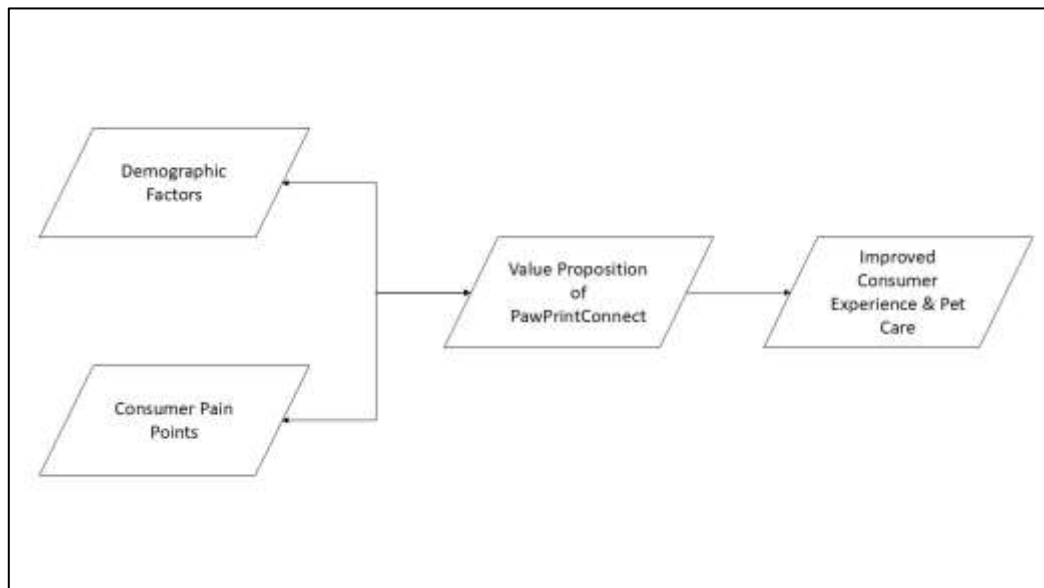 Demographic
Factors
Value Proposition
of
PawPrintConnect
Improved
Consumer
Experience & Pet
Care
Consumer Pain
Points